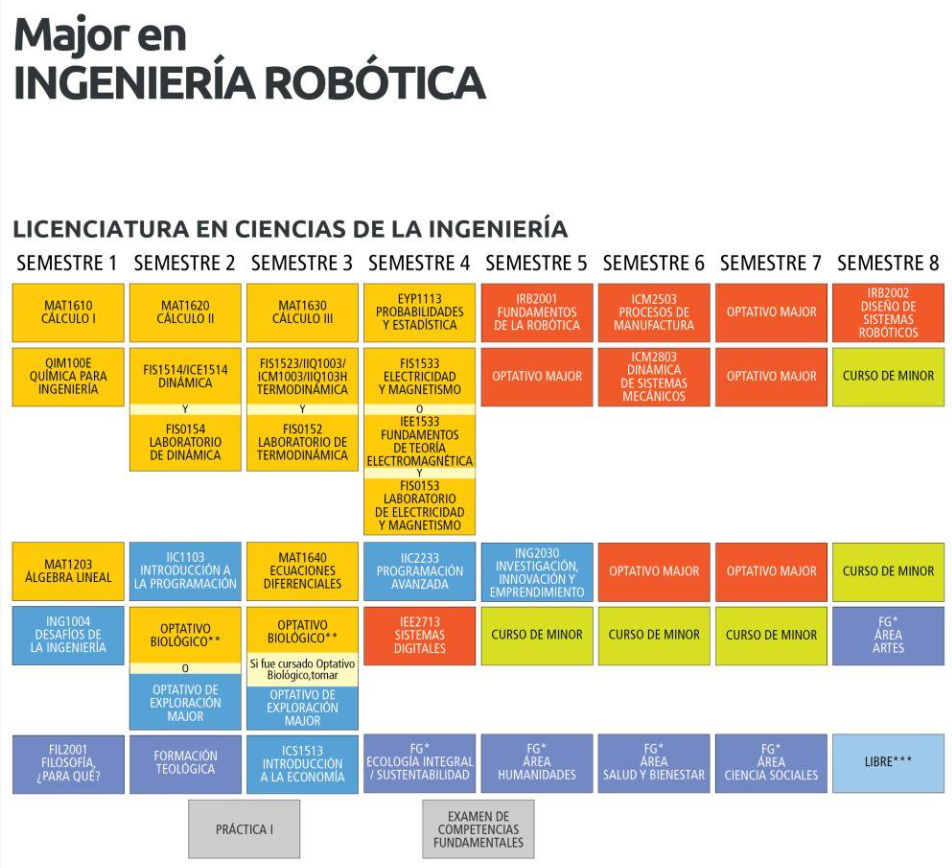 Major en
INGENIERÍA ROBÓTICA
LICENCIATURA EN CIENCIAS DE LA INGENIERÍA
SEMESTRE 1
SEMESTRE 2
SEMESTRE 3
SEMESTRE 4
SEMESTRE 5
SEMESTRE 6
SEMESTRE 7
SEMESTRE 8
MAT1610
CÁLCULO I
MAT1620
CÁLCULO II
MAT1630
CÁLCULO III
EYP1113
PROBABILIDADES
Y ESTADÍSTICA
IRB2001
FUNDAMENTOS
DE LA ROBÓTICA
ICM2503
PROCESOS DE
MANUFACTURA
OPTATIVO MAJOR
IRB2002
DISEÑO DE
SISTEMAS
ROBÓTICOS
QIM100E
QUÍMICA PARA
INGENIERÍA
FIS1514/ICE1514
DINÁMICA
Y
FIS0154
LABORATORIO
DE DINÁMICA
FIS1523/IIQ1003/
ICM1003/IIQ103H
TERMODINÁMICA
Y
FIS0152
LABORATORIO DE
TERMODINÁMICA
FIS1533
ELECTRICIDAD
Y MAGNETISMO
O
IEE1533
FUNDAMENTOS
DE TEORÍA
ELECTROMAGNÉTICA
Y
FIS0153
LABORATORIO
DE ELECTRICIDAD
Y MAGNETISMO
OPTATIVO MAJOR
ICM2803
DINÁMICA
DE SISTEMAS
MECÁNICOS
OPTATIVO MAJOR
CURSO DE MINOR
MAT1203
ÁLGEBRA LINEAL
IIC1103
INTRODUCCIÓN A
LA PROGRAMACIÓN
MAT1640
ECUACIONES
DIFERENCIALES
IIC2233
PROGRAMACIÓN
AVANZADA
ING2030
INVESTIGACIÓN,
INNOVACIÓN Y
EMPRENDIMIENTO
OPTATIVO MAJOR
OPTATIVO MAJOR
CURSO DE MINOR
ING1004
DESAFÍOS DE
LA INGENIERÍA
OPTATIVO
BIOLÓGICO**
O
OPTATIVO DE
EXPLORACIÓN
MAJOR
OPTATIVO
BIOLÓGICO**
Si fue cursado Optativo
Biológico,tomar
OPTATIVO DE
EXPLORACIÓN
MAJOR
IEE2713
SISTEMAS
DIGITALES
CURSO DE MINOR
CURSO DE MINOR
CURSO DE MINOR
FG*
ÁREA
ARTES
FIL2001
FILOSOFÍA,
¿PARA QUÉ?
FORMACIÓN
TEOLÓGICA
ICS1513
INTRODUCCIÓN
A LA ECONOMÍA
FG*
ECOLOGÍA INTEGRAL
/ SUSTENTABILIDAD
FG*
ÁREA
HUMANIDADES
FG*
ÁREA
SALUD Y BIENESTAR
FG*
ÁREA
CIENCIA SOCIALES
LIBRE***
PRÁCTICA I
EXAMEN DE
COMPETENCIAS
FUNDAMENTALES